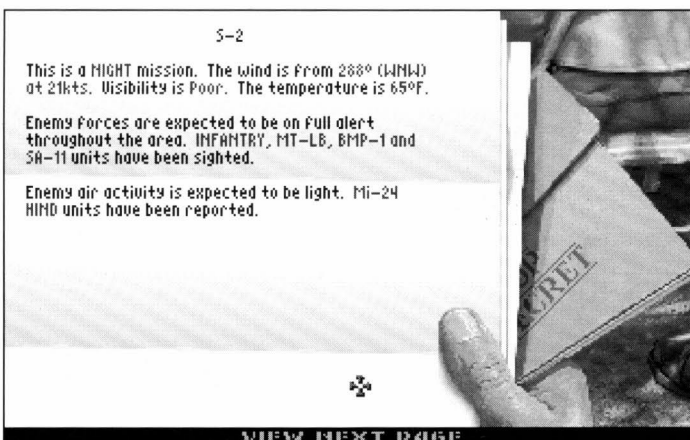 S-2
This is a NIGHT mission. The wind is from 288º (WNW)
at 21kts. Visibility is Poor. The temperature is 65ºF.
Enemy forces are expected to be on full alert
throughout the area. INFANTRY, MT-LB, BMP-1 and
SA-11 units have been sighted.
Enemy air activity is expected to be light. Mi-24
HIND units have been reported.
VIEW NEXT PAGE